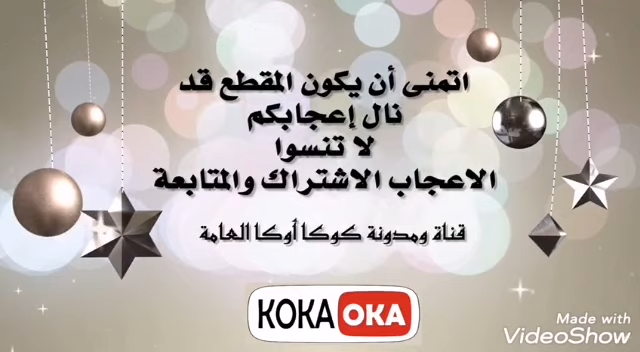 اتمنى أن يكون المقطع قد
نال إعجابكم
لا تنسوا
الاعجاب الاشتراك والمتابعة
قناة ومدونة كوكا أوكا العامة
KOKA OKA
Made with
VideoShow